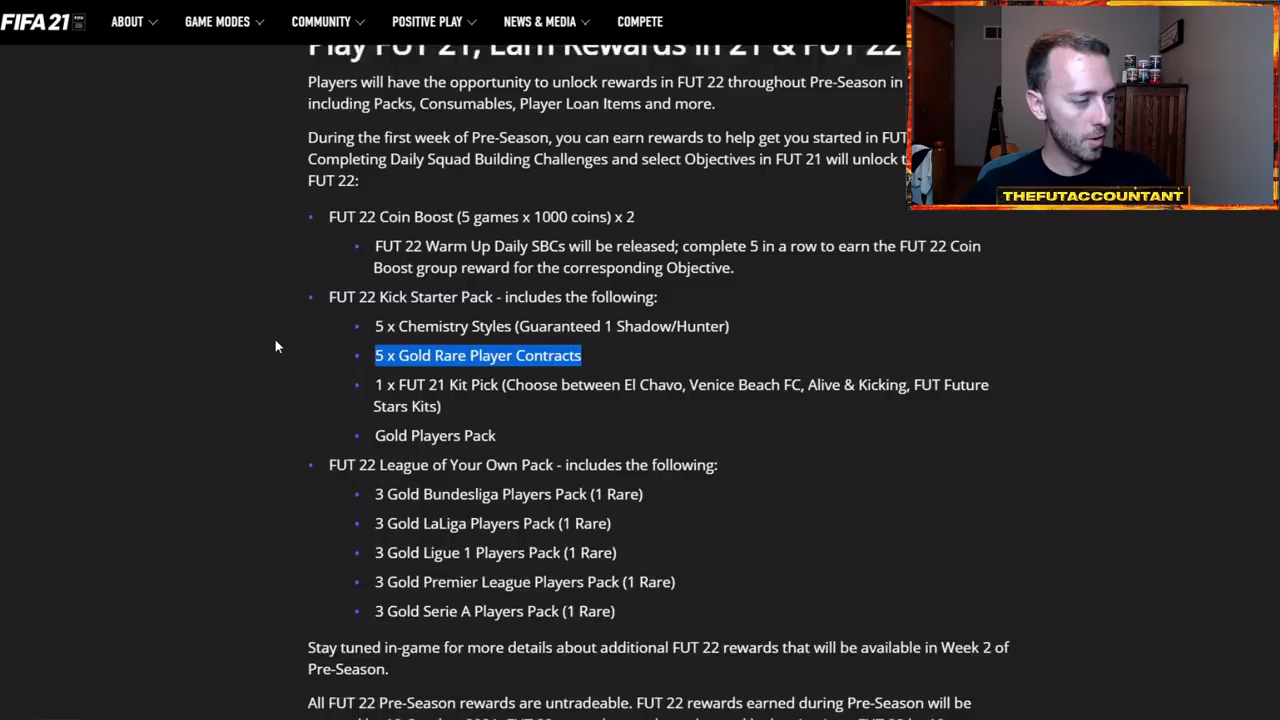 FIFA 21 ABOUT GAME MODES COMMUNITY POSITIVE PLAY NEWS & MEDIA COMPETE
Play FUT 21, Earn Rewards in 21 & FUT 22
Players will have the opportunity to unlock rewards in FUT 22 throughout Pre-Season in
including Packs, Consumables, Player Loan Items and more.
During the first week of Pre-Season, you can earn rewards to help get you started in FUT
Completing Daily Squad Building Challenges and select Objectives in FUT 21 will unlock
FUT 22:
THEFUTACCOUNTANT
FUT 22 Coin Boost (5 games x 1000 coins) x 2
FUT 22 Warm Up Daily SBCs will be released; complete 5 in a row to earn the FUT 22 Coin
Boost group reward for the corresponding Objective.
FUT 22 Kick Starter Pack - includes the following:
5 x Chemistry Styles (Guaranteed 1 Shadow/Hunter)
5 x Gold Rare Player Contracts
1 x FUT 21 Kit Pick (Choose between El Chavo, Venice Beach FC, Alive & Kicking, FUT Future
Stars Kits)
Gold Players Pack
FUT 22 League of Your Own Pack - includes the following:
3 Gold Bundesliga Players Pack (1 Rare)
3 Gold LaLiga Players Pack (1 Rare)
3 Gold Ligue 1 Players Pack (1 Rare)
3 Gold Premier League Players Pack (1 Rare)
3 Gold Serie A Players Pack (1 Rare)
Stay tuned in-game for more details about additional FUT 22 rewards that will be available in Week 2 of
Pre-Season.
All FUT 22 Pre-Season rewards are untradeable. FUT 22 rewards earned during Pre-Season will be